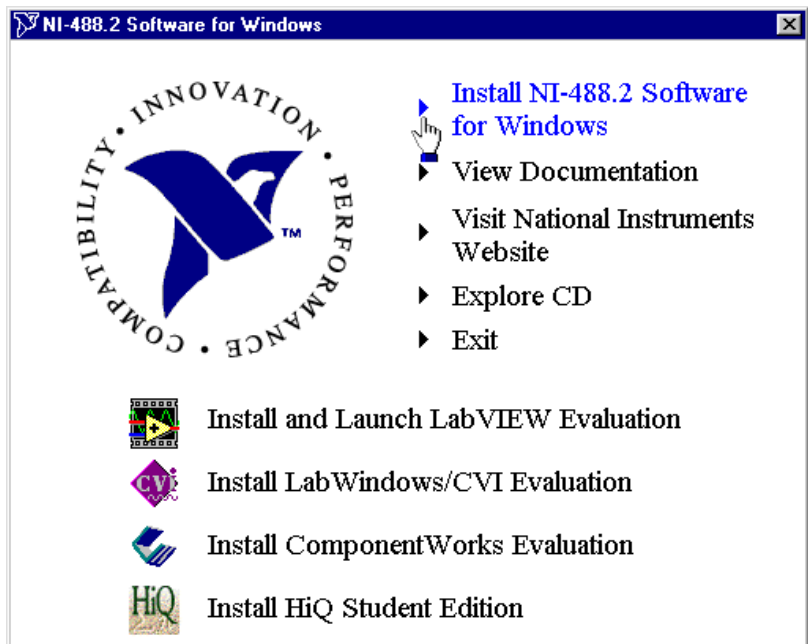 NI-488.2 Software for Windows
COMPATIBILITY • INNOVATION • PERFORMANCE •
TM
Install NI-488.2 Software
for Windows
View Documentation
Visit National Instruments
Website
Explore CD
Exit
Install and Launch LabVIEW Evaluation
CVI
Install LabWindows/CVI Evaluation
Install ComponentWorks Evaluation
HiQ
Install HiQ Student Edition